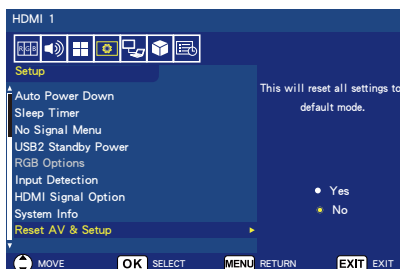 HDMI 1
RGB
Setup
Auto Power Down
Sleep Timer
No Signal Menu
USB2 Standby Power
RGB Options
Input Detection
HDMI Signal Option
System Info
Reset AV & Setup
This will reset all settings to
default mode.
Yes
No
MOVE OK SELECT MENU RETURN EXIT EXIT